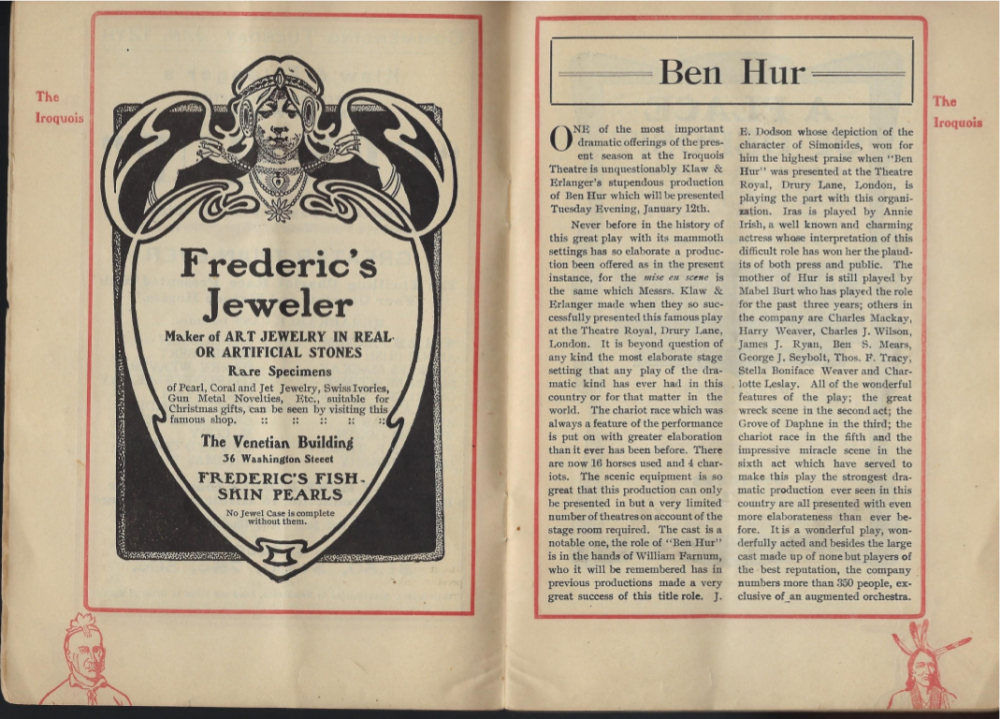 The
Iroquois
Frederic's
Jeweler
Maker of ART JEWELRY IN REAL
OR ARTIFICIAL STONES
Rare Specimens
of Pearl, Coral and Jet Jewelry, Swiss Ivories,
Gun Metal Novelties, Etc., suitable for
Christmas gifts, can be seen by visiting this
famous shop. :: :: :: :: ::
The Venetian Building
36 Washington Street
FREDERIC'S FISH-
SKIN PEARLS
No Jewel Case is complete
without them.
Ben Hur
ONE of the most important
dramatic offerings of the pres-
ent season at the Iroquois
Theatre is unquestionably Klaw &
Erlanger's stupendous production
of Ben Hur which will be presented
Tuesday Evening, January 12th.
Never before in the history of
this great play with its mammoth
settings has so elaborate a produc-
tion been offered as in the present
instance, for the mise en scene is
the same which Messrs. Klaw &
Erlanger made when they so suc-
cessfully presented this famous play
at the Theatre Royal, Drury Lane,
London. It is beyond question of
any kind the most elaborate stage
setting that any play of the dra-
matic kind has ever had in this
country or for that matter in the
world. The chariot race which was
always a feature of the performance
is put on with greater elaboration
than it ever has been before. There
are now 16 horses used and 4 char-
iots. The scenic equipment is so
great that this production can only
be presented in but a very limited
number of theatres on account of the
stage room required. The cast is a
notable one, the role of "Ben Hur"
is in the hands of William Farnum,
who it will be remembered has in
previous productions made a very
great success of this title role. J.
E. Dodson whose depiction of the
character of Simonides, won for
him the highest praise when "Ben
Hur" was presented at the Theatre
Royal, Drury Lane, London, is
playing the part with this organi-
zation. Iras is played by Annie
Irish, a well known and charming
actress whose interpretation of this
difficult role has won her the plaud-
its of both press and public. The
mother of Hur is still played by
Mabel Burt who has played the role
for the past three years; others in
the company are Charles Mackay,
Harry Weaver, Charles J. Wilson,
James J. Ryan, Ben S. Mears,
George J. Seybolt, Thos. F. Tracy,
Stella Boniface Weaver and Char-
lotte Leslay. All of the wonderful
features of the play; the great
wreck scene in the second act; the
Grove of Daphne in the third; the
chariot race in the fifth and the
impressive miracle scene in the
sixth act which have served to
make this play the strongest dra-
matic production ever seen in this
country are all presented with even
more elaborateness than ever be-
fore. It is a wonderful play, won-
derfully acted and besides the large
cast made up of none but players of
the best reputation, the company
numbers more than 350 people, ex-
clusive of an augmented orchestra.
The
Iroquois